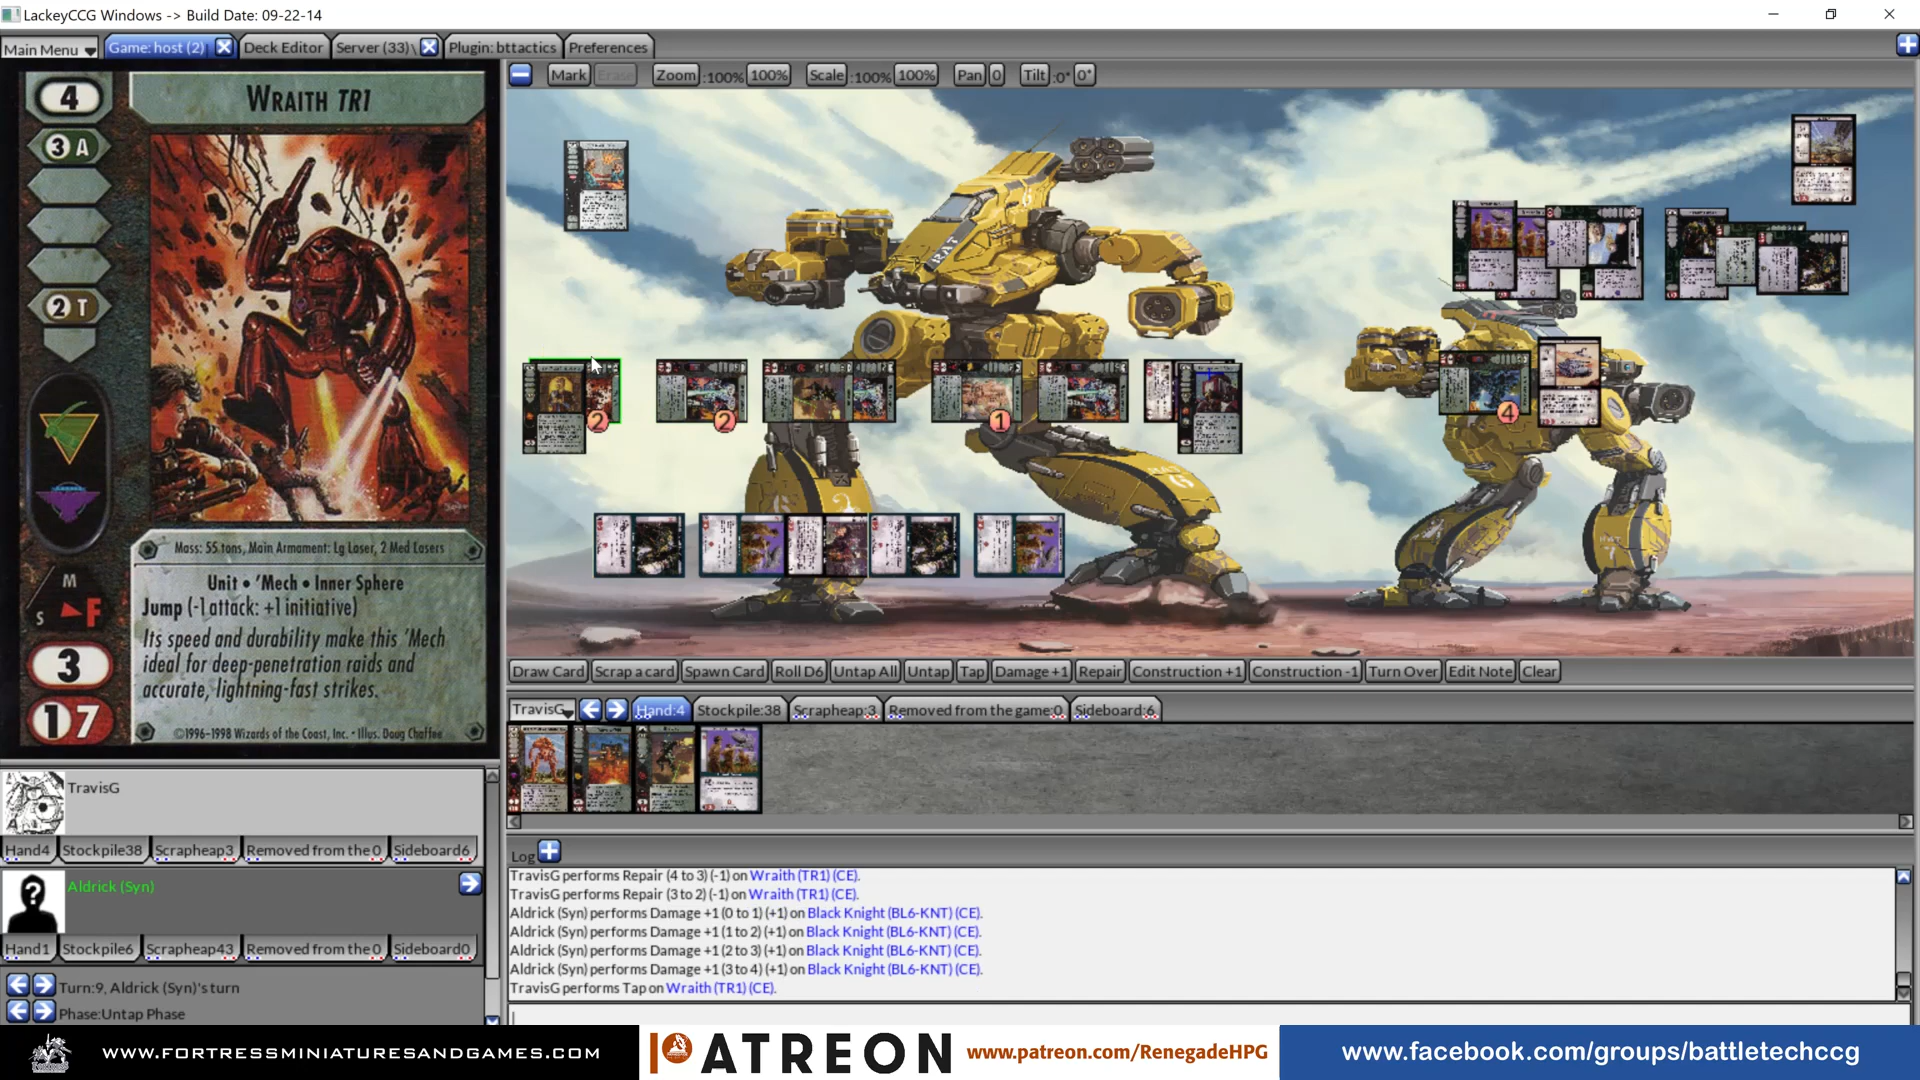 LackeyCCG Windows -> Build Date: 09-22-14
Main Menu
Game: host (2)
Deck Editor
Server (33)\
Plugin: bttactics
Preferences
Mark
Erase
Zoom :100% 100%
Scale :100% 100%
Pan 0
Tilt :0° 0°
4
WRAITH TR1
3 A
2 T
M
S F
3
17
Mass: 55 tons, Main Armament: Lg Laser, 2 Med Lasers
Unit • 'Mech • Inner Sphere
Jump (-1 attack: +1 initiative)
Its speed and durability make this 'Mech
ideal for deep-penetration raids and
accurate, lightning-fast strikes.
©1996-1998 Wizards of the Coast, Inc. • Illus. Doug Chaffee
2
2
1
4
Draw Card
Scrap a card
Spawn Card
Roll D6
Untap All
Untap
Tap
Damage +1
Repair
Construction +1
Construction -1
Turn Over
Edit Note
Clear
TravisG
Hand:4
Stockpile:38
Scrapheap:3
Removed from the game:0
Sideboard:6
TravisG
Hand4
Stockpile38
Scrapheap3
Removed from the 0
Sideboard6
Aldrick (Syn)
Hand1
Stockpile6
Scrapheap43
Removed from the 0
Sideboard0
Turn:9, Aldrick (Syn)'s turn
Phase:Untap Phase
Log
TravisG performs Repair (4 to 3) (-1) on Wraith (TR1) (CE).
TravisG performs Repair (3 to 2) (-1) on Wraith (TR1) (CE).
Aldrick (Syn) performs Damage +1 (0 to 1) (+1) on Black Knight (BL6-KNT) (CE).
Aldrick (Syn) performs Damage +1 (1 to 2) (+1) on Black Knight (BL6-KNT) (CE).
Aldrick (Syn) performs Damage +1 (2 to 3) (+1) on Black Knight (BL6-KNT) (CE).
Aldrick (Syn) performs Damage +1 (3 to 4) (+1) on Black Knight (BL6-KNT) (CE).
TravisG performs Tap on Wraith (TR1) (CE).
WWW.FORTRESSMINIATURESANDGAMES.COM
PATREON
www.patreon.com/RenegadeHPG
www.facebook.com/groups/battletechccg